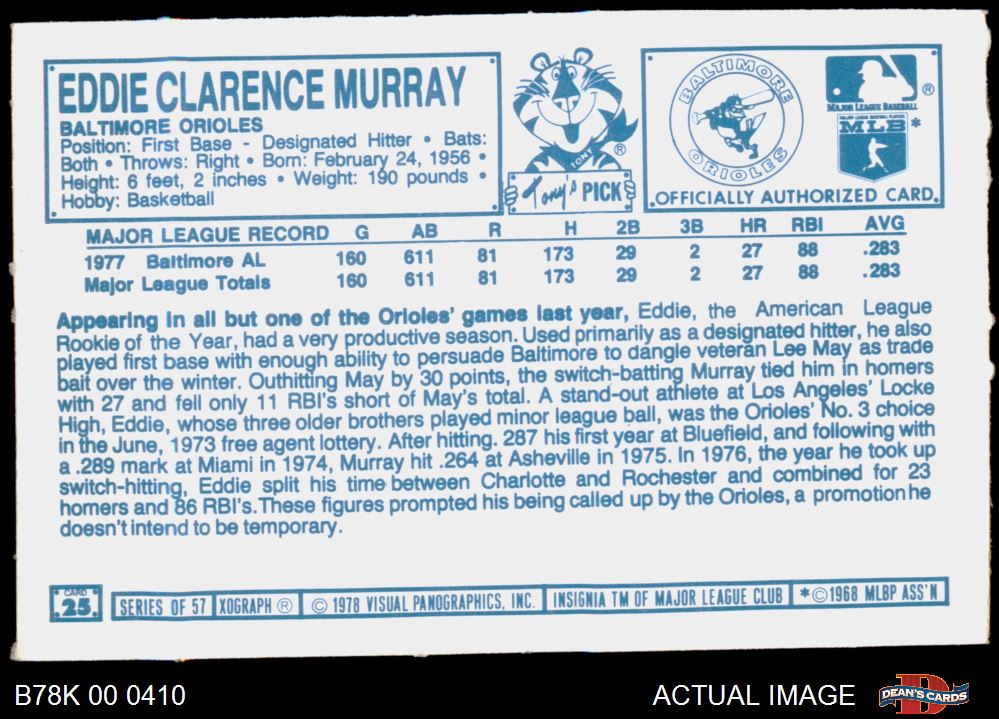 EDDIE CLARENCE MURRAY
BALTIMORE ORIOLES
Position: First Base - Designated Hitter • Bats:
Both • Throws: Right • Born: February 24, 1956 •
Height: 6 feet, 2 inches • Weight: 190 pounds •
Hobby: Basketball
TONY
®
Tony's PICK
BALTIMORE
ORIOLES
MAJOR LEAGUE BASEBALL
®
MAJOR LEAGUE BASEBALL PLAYERS
MLB *
OFFICIALLY AUTHORIZED CARD.
MAJOR LEAGUE RECORD G AB R H 2B 3B HR RBI AVG
1977 Baltimore AL 160 611 81 173 29 2 27 88 .283
Major League Totals 160 611 81 173 29 2 27 88 .283
Appearing in all but one of the Orioles' games last year, Eddie, the American League
Rookie of the Year, had a very productive season. Used primarily as a designated hitter, he also
played first base with enough ability to persuade Baltimore to dangle veteran Lee May as trade
bait over the winter. Outhitting May by 30 points, the switch-batting Murray tied him in homers
with 27 and fell only 11 RBI's short of May's total. A stand-out athlete at Los Angeles' Locke
High, Eddie, whose three older brothers played minor league ball, was the Orioles' No. 3 choice
in the June, 1973 free agent lottery. After hitting. 287 his first year at Bluefield, and following with
a .289 mark at Miami in 1974, Murray hit .264 at Asheville in 1975. In 1976, the year he took up
switch-hitting, Eddie split his time between Charlotte and Rochester and combined for 23
homers and 86 RBI's. These figures prompted his being called up by the Orioles, a promotion he
doesn't intend to be temporary.
CARD
25
SERIES OF 57 XOGRAPH ® © 1978 VISUAL PANOGRAPHICS, INC. INSIGNIA TM OF MAJOR LEAGUE CLUB *©1968 MLBP ASS'N
B78K 00 0410
ACTUAL IMAGE
DEAN'S CARDS